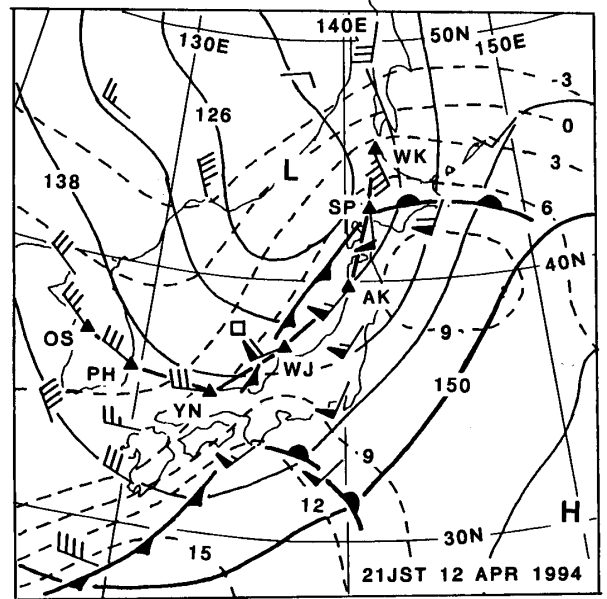 140E
50N
130E
150E
3
126
0
L
WK
3
138
SP
6
40N
AK
OS
9
PH
WJ
150
YN
9
12
H
30N
15
21JST 12 APR 1994